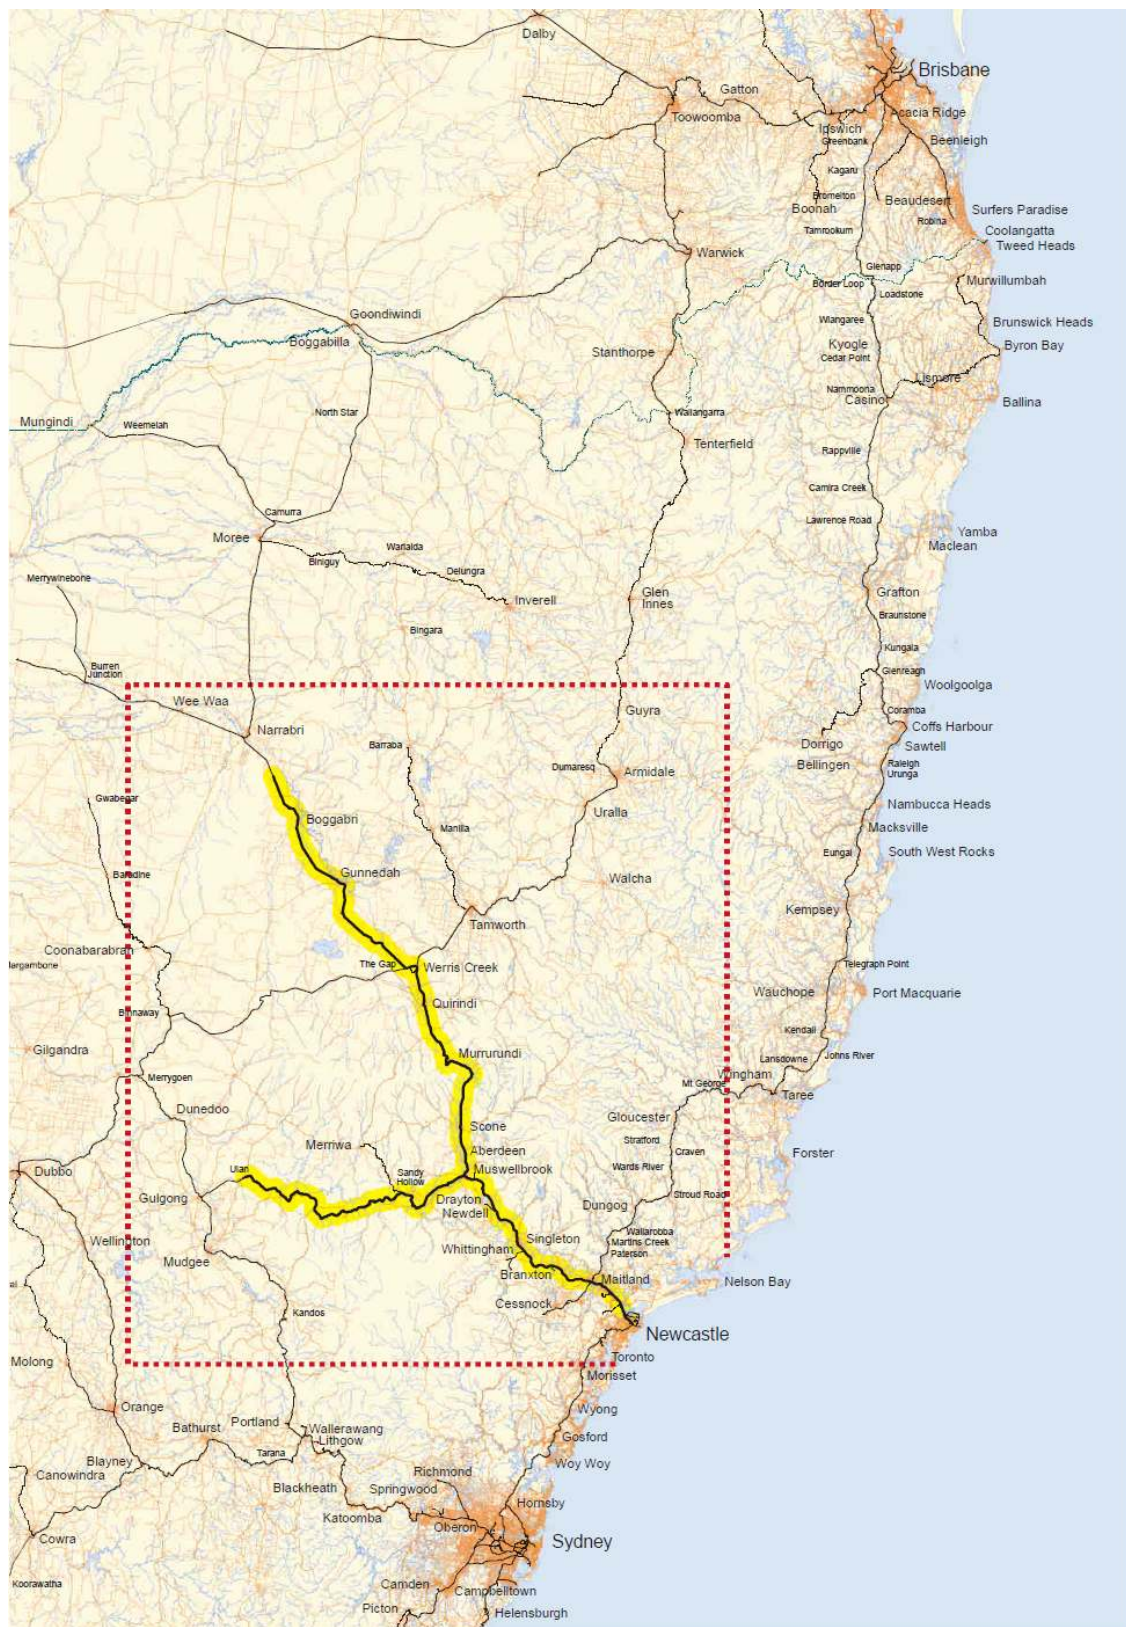 Dalby
Brisbane
Gatton
Toowoomba
Acacia Ridge
Ipswich
Greenbank
Beenleigh
Kagaru
Bromelton
Boonah
Beaudesert
Robina
Surfers Paradise
Tamrookum
Coolangatta
Tweed Heads
Warwick
Glenapp
Border Loop
Loadstone
Murwillumbah
Goondiwindi
Wiangaree
Brunswick Heads
Boggabilla
Kyogle
Byron Bay
Stanthorpe
Cedar Point
Nammoona
Lismore
Casino
Ballina
Mungindi
Weemelah
North Star
Wallangarra
Tenterfield
Rappville
Camira Creek
Camurra
Lawrence Road
Yamba
Moree
Maclean
Warialda
Biniguy
Delungra
Merrywinebone
Inverell
Glen
Innes
Grafton
Braunstone
Bingara
Kungala
Burren
Junction
Glenreagh
Woolgoolga
Wee Waa
Guyra
Coramba
Coffs Harbour
Narrabri
Barraba
Dorrigo
Sawtell
Dumaresq
Armidale
Bellingen
Raleigh
Urunga
Gwabegar
Nambucca Heads
Boggabri
Uralla
Manilla
Macksville
Eungai
South West Rocks
Baradine
Gunnedah
Walcha
Kempsey
Tamworth
Coonabarabran
The Gap
Werris Creek
Telegraph Point
Wauchope
Port Macquarie
Quirindi
Binnaway
Kendall
Gilgandra
Murrurundi
Lansdowne
Johns River
Merrygoen
Wingham
Mt George
Taree
Dunedoo
Gloucester
Scone
Stratford
Merriwa
Aberdeen
Craven
Forster
Dubbo
Ulan
Sandy
Hollow
Muswellbrook
Wards River
Gulgong
Drayton
Stroud Road
Newdell
Dungog
Wellington
Singleton
Wallarobba
Martins Creek
Whittingham
Paterson
Mudgee
Branxton
Maitland
Nelson Bay
Cessnock
Kandos
Newcastle
Molong
Toronto
Morisset
Orange
Wyong
Bathurst
Portland
Wallerawang
Lithgow
Gosford
Tarana
Blayney
Woy Woy
Canowindra
Richmond
Blackheath
Springwood
Hornsby
Katoomba
Oberon
Cowra
Sydney
Koorawatha
Camden
Campbelltown
Picton
Helensburgh